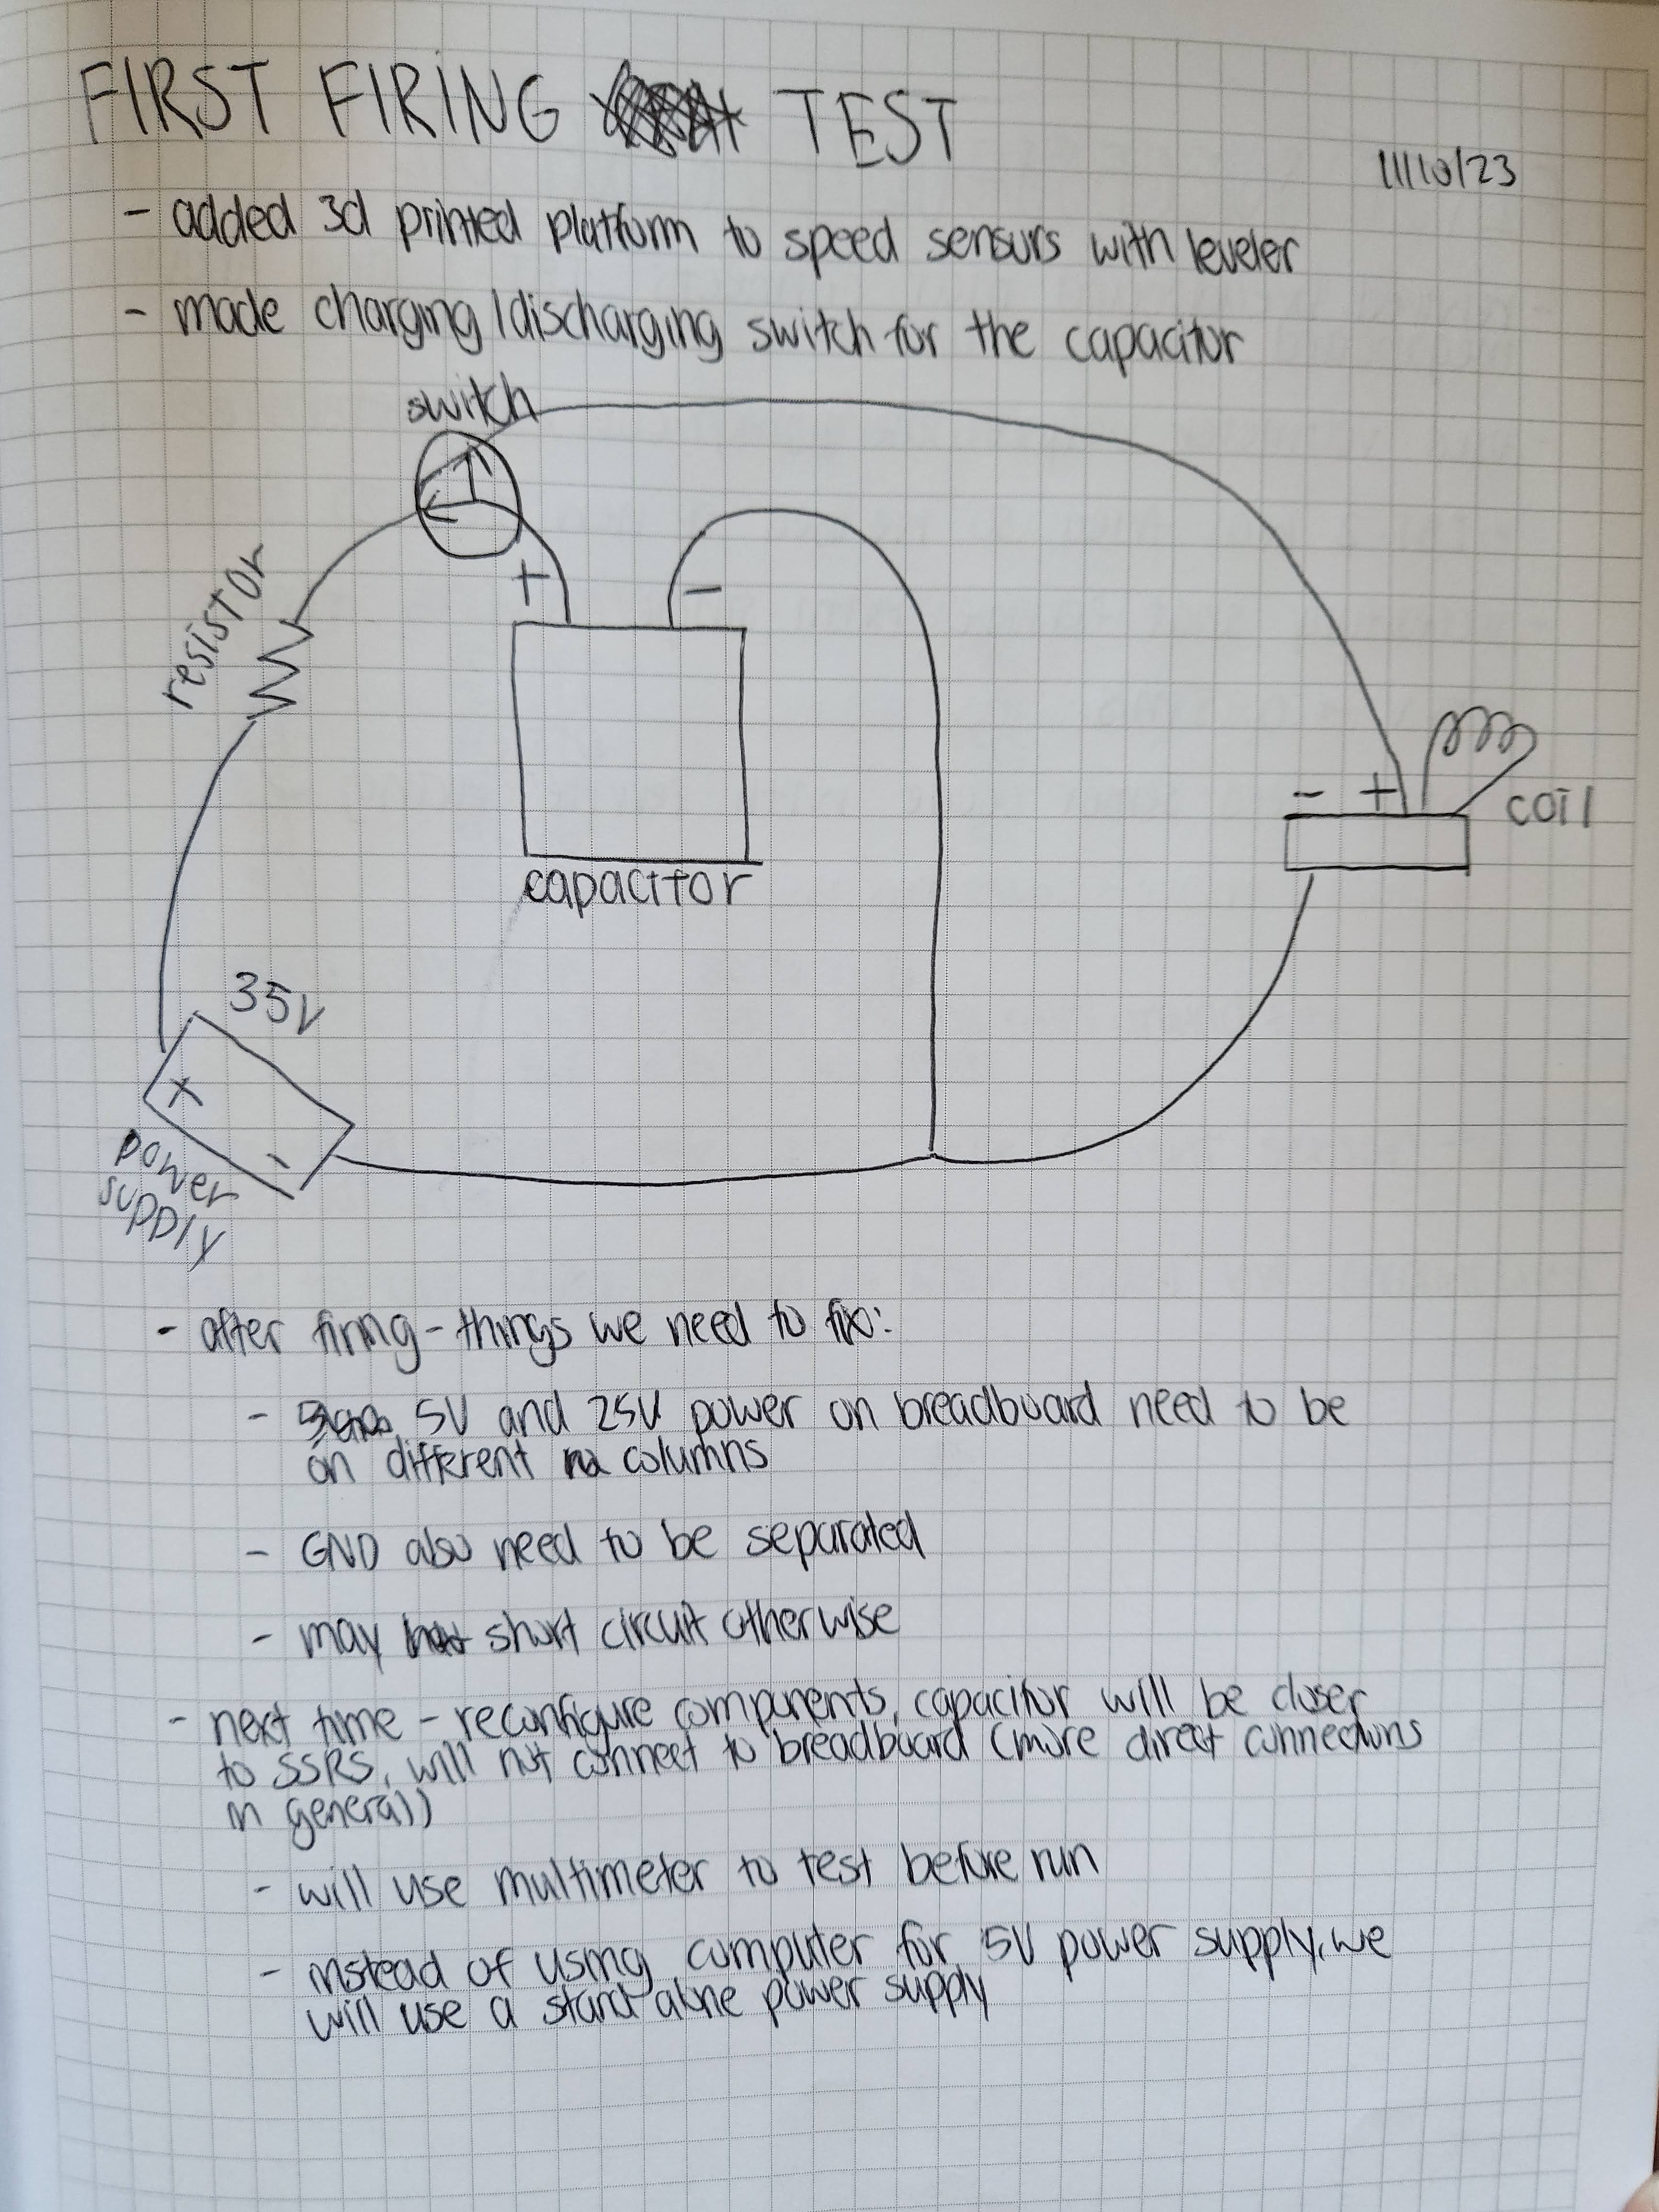 FIRST FIRING TEST
11/10/23
- added 3d printed platform to speed sensurs with leveler
- made charging/discharging switch for the capacitor
switch
+
-
resistor
capacitor
- +
coil
35V
+
-
power
supply
- after firing - things we need to fix:
- 5V and 25V power on breadboard need to be
on different columns
- GND also need to be separated
- may short circuit otherwise
- next time - reconfigure components, capacitor will be closer
to SSRS, will not connect to breadboard (more direct connections
in general)
- will use multimeter to test before run
- instead of using computer for 5V power supply, we
will use a stand alone power supply